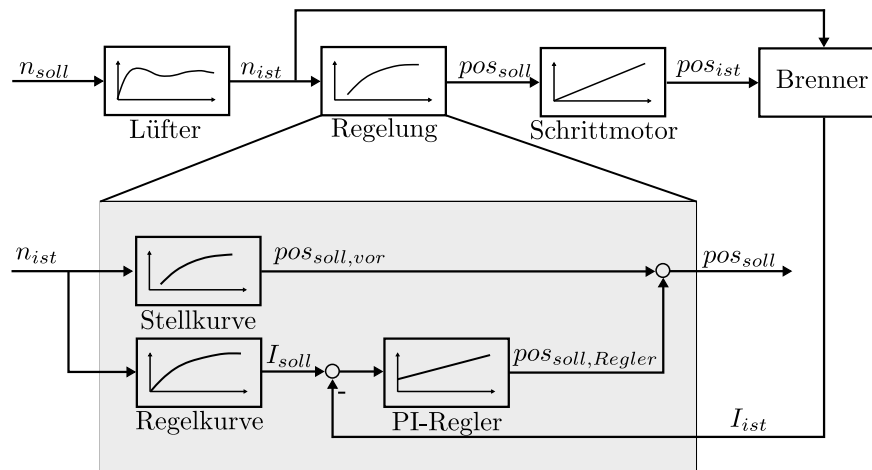 n_soll
n_ist
pos_soll
pos_ist
Brenner
Lüfter
Regelung
Schrittmotor
n_ist
pos_soll,vor
pos_soll
Stellkurve
I_soll
pos_soll,Regler
-
Regelkurve
PI-Regler
I_ist